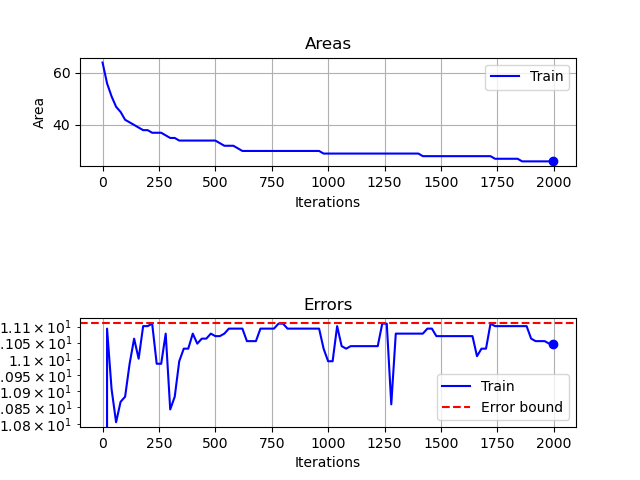 Areas
60
40
Area
Train
0 250 500 750 1000 1250 1500 1750 2000
Iterations
Errors
1.11 × 10¹
1.105 × 10¹
1.1 × 10¹
1.095 × 10¹
1.09 × 10¹
1.085 × 10¹
1.08 × 10¹
Train
Error bound
0 250 500 750 1000 1250 1500 1750 2000
Iterations